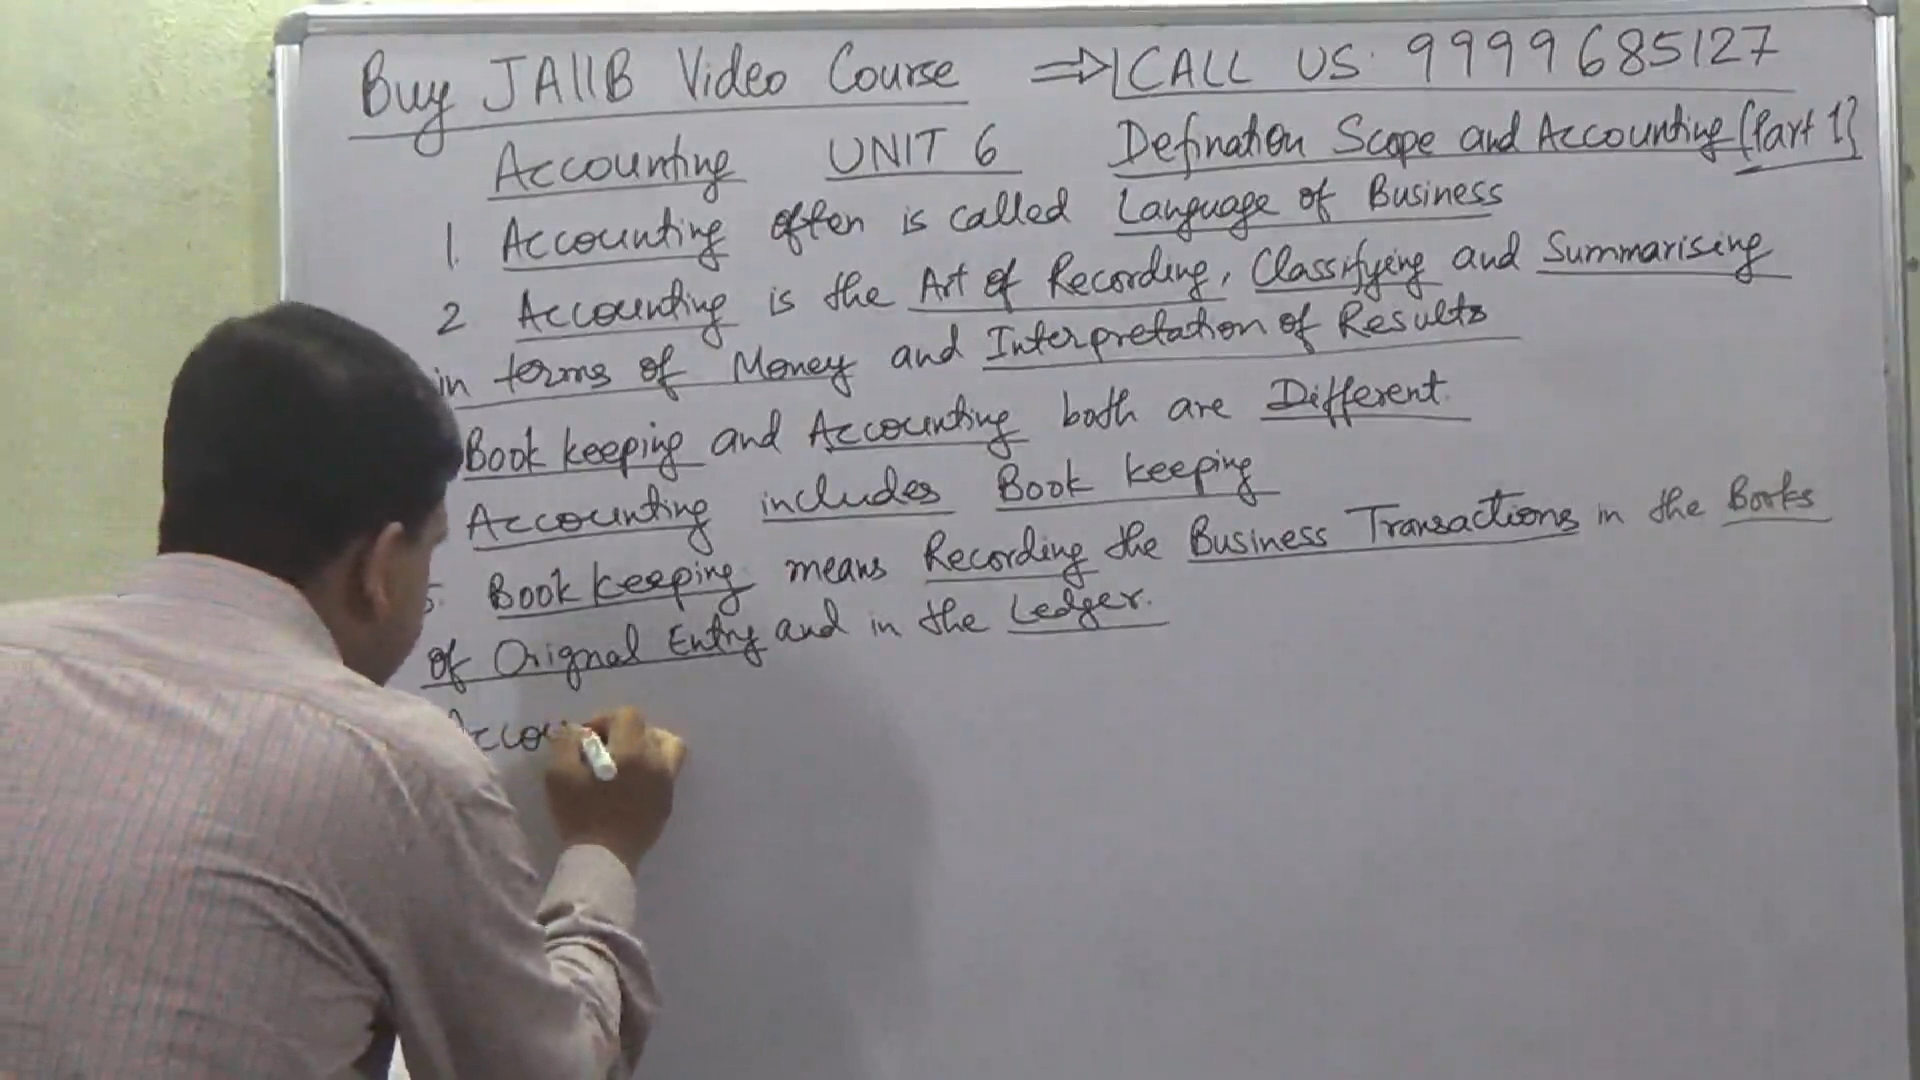 Buy JAIIB Video Course ⇒ CALL US: 9999685127
Accounting UNIT 6 Defination Scope and Accounting (Part 1)
1. Accounting often is called Language of Business
2 Accounting is the Art of Recording, Classifying and Summarising
in terms of Money and Interpretation of Results
Book keeping and Accounting both are Different.
Accounting includes Book keeping
5. Book keeping means Recording the Business Transactions in the Books
of Orignal Entry and in the Ledger.
Accou